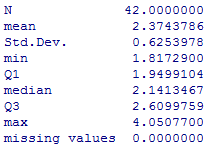 N 42.0000000
mean 2.3743786
Std.Dev. 0.6253978
min 1.8172900
Q1 1.9499104
median 2.1413467
Q3 2.6099759
max 4.0507700
missing values 0.0000000